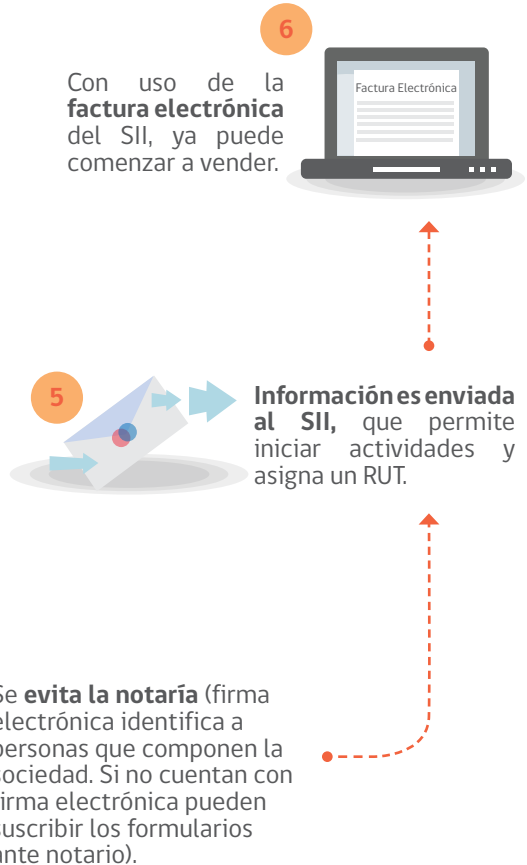 6
Con uso de la
factura electrónica
del SII, ya puede
comenzar a vender.
Factura Electrónica
5
Información es enviada
al SII, que permite
iniciar actividades y
asigna un RUT.
Se evita la notaría (firma
electrónica identifica a
personas que componen la
sociedad. Si no cuentan con
firma electrónica pueden
suscribir los formularios
ante notario).